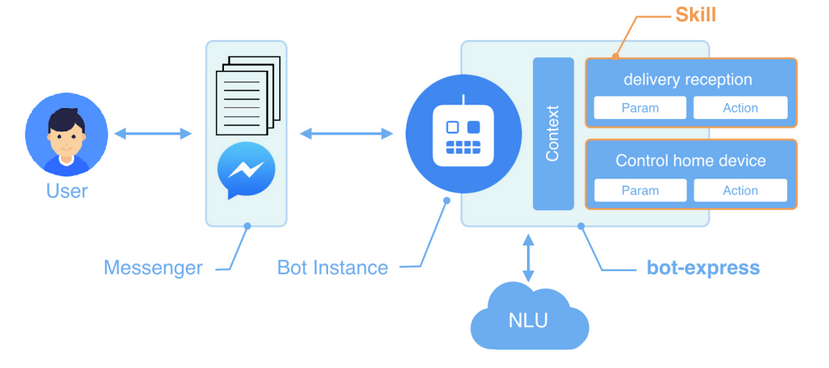 Skill
delivery reception
Param
Action
Context
Control home device
Param
Action
User
Messenger
Bot Instance
bot-express
NLU